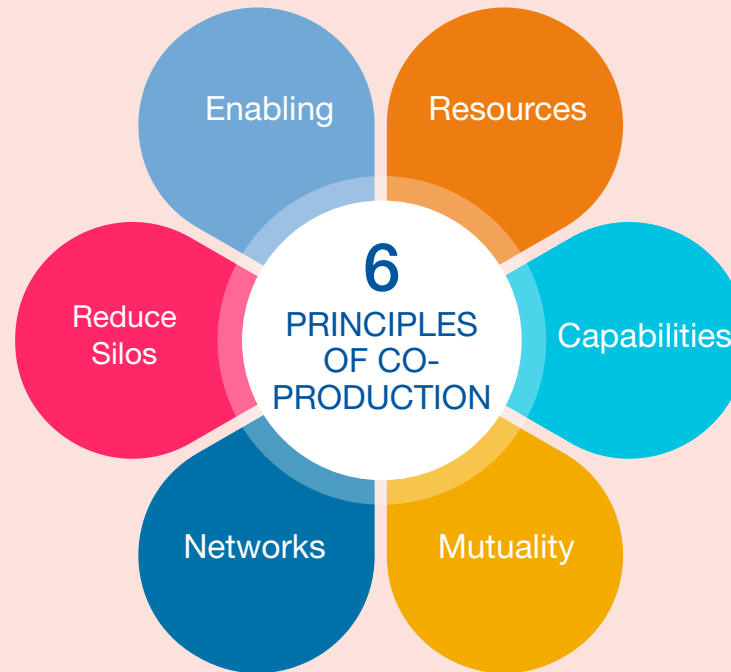 Enabling
Resources
6
PRINCIPLES
OF CO-
PRODUCTION
Reduce
Silos
Capabilities
Networks
Mutuality